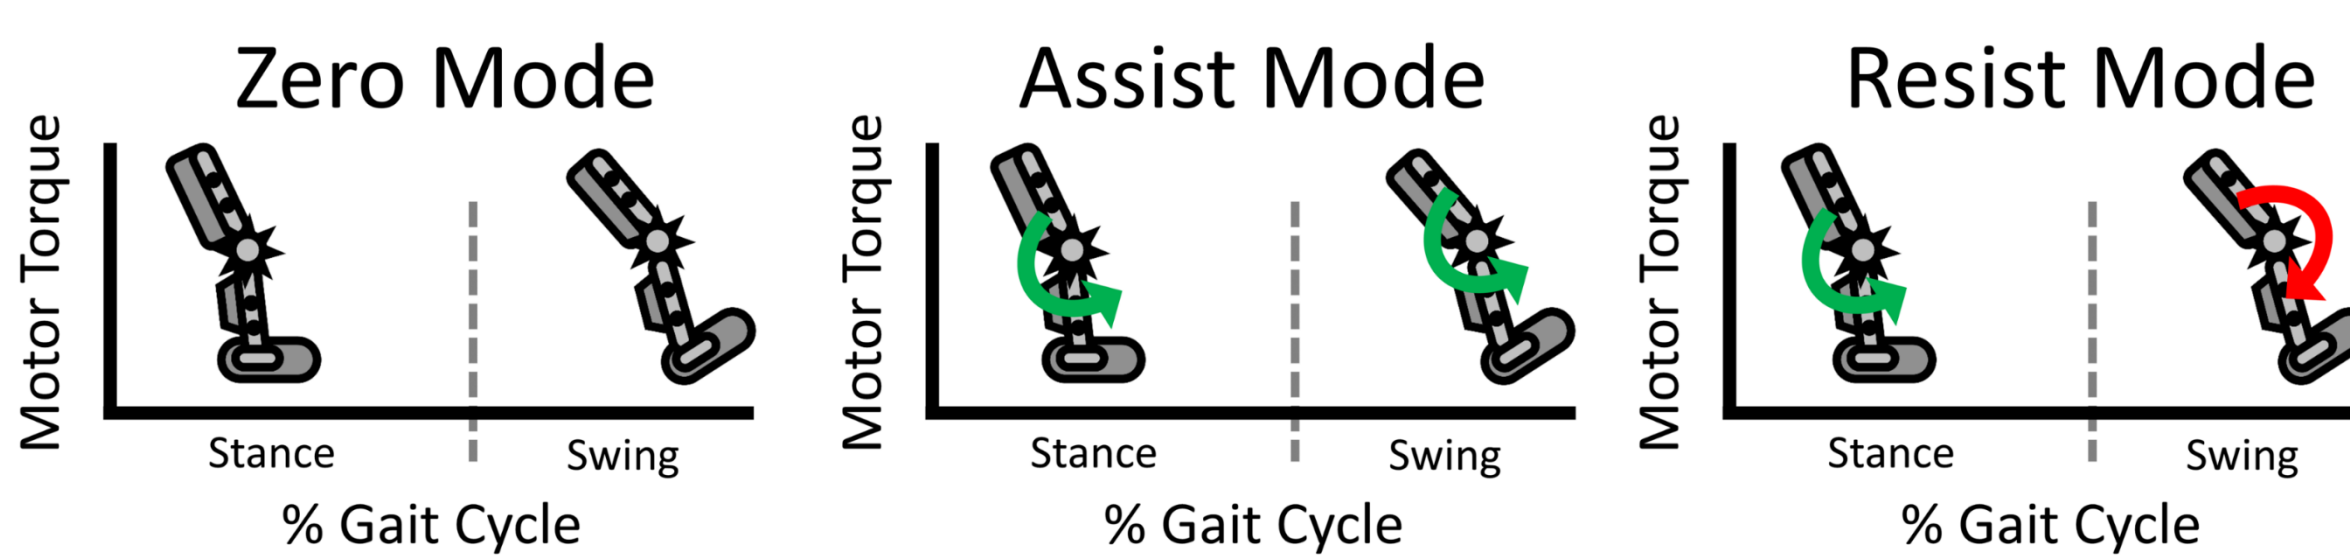 Zero Mode
Motor Torque
Stance
Swing
% Gait Cycle
Assist Mode
Motor Torque
Stance
Swing
% Gait Cycle
Resist Mode
Motor Torque
Stance
Swing
% Gait Cycle